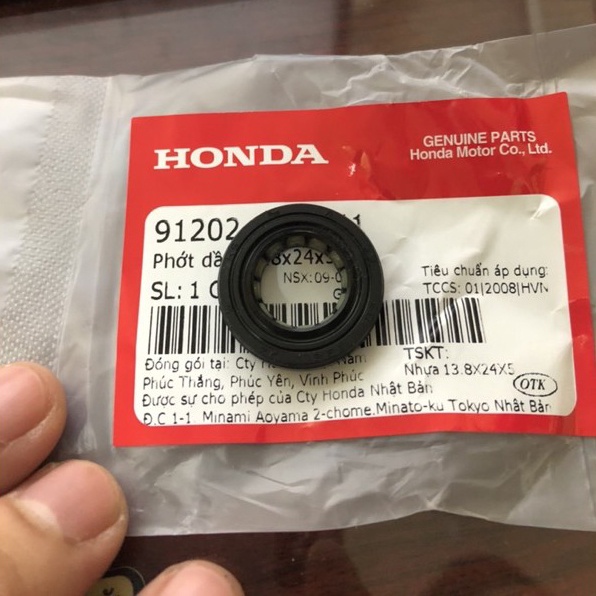 HONDA
GENUINE PARTS
Honda Motor Co., Ltd.
91202
Phớt dầ 8x24x5
NSX: 09-0
SL: 1
Tiêu chuẩn áp dụng:
TCCS: 01|2008|HVN
Đóng gói tại: Cty Nam
Phúc Thắng, Phúc Yên, Vĩnh Phúc
Được sự cho phép của Cty Honda Nhật Bản
Đ.C 1-1 Minami Aoyama 2-chome,Minato-ku Tokyo Nhật Bản
TSKT:
Nhựa 13.8X24X5
OTK